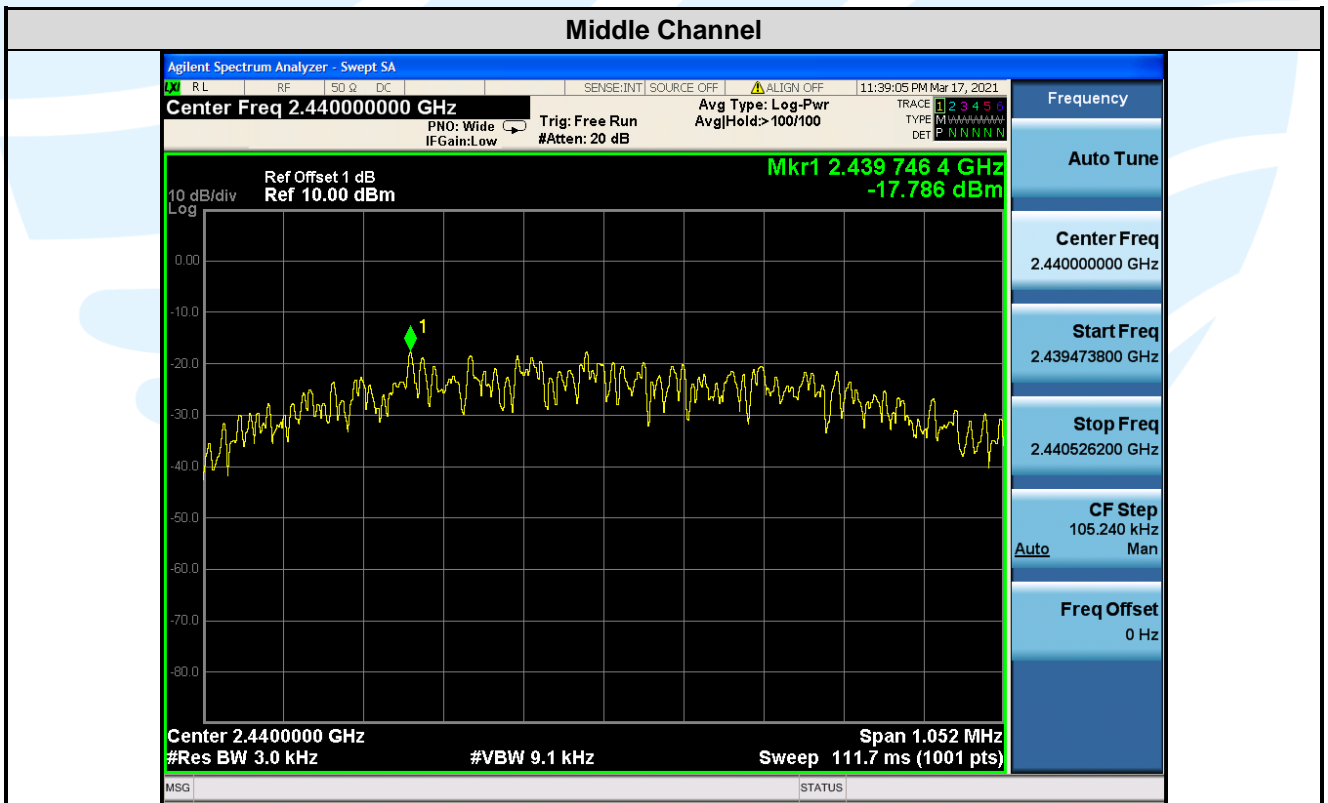 Middle Channel
Agilent Spectrum Analyzer - Swept SA
LXI RL RF 50 Ω DC SENSE:INT SOURCE OFF ALIGN OFF 11:39:05 PM Mar 17, 2021
Center Freq 2.440000000 GHz
PNO: Wide
IFGain:Low
Trig: Free Run
#Atten: 20 dB
Avg Type: Log-Pwr
Avg|Hold:>100/100
TRACE 1 2 3 4 5 6
TYPE M WWWWW
DET P N N N N N
Frequency
Mkr1 2.439 746 4 GHz
-17.786 dBm
Ref Offset 1 dB
10 dB/div Ref 10.00 dBm
Log
0.00
-10.0
-20.0
-30.0
-40.0
-50.0
-60.0
-70.0
-80.0
1
Center 2.4400000 GHz
Span 1.052 MHz
#Res BW 3.0 kHz
#VBW 9.1 kHz
Sweep 111.7 ms (1001 pts)
Auto Tune
Center Freq
2.440000000 GHz
Start Freq
2.439473800 GHz
Stop Freq
2.440526200 GHz
CF Step
105.240 kHz
Auto Man
Freq Offset
0 Hz
MSG
STATUS